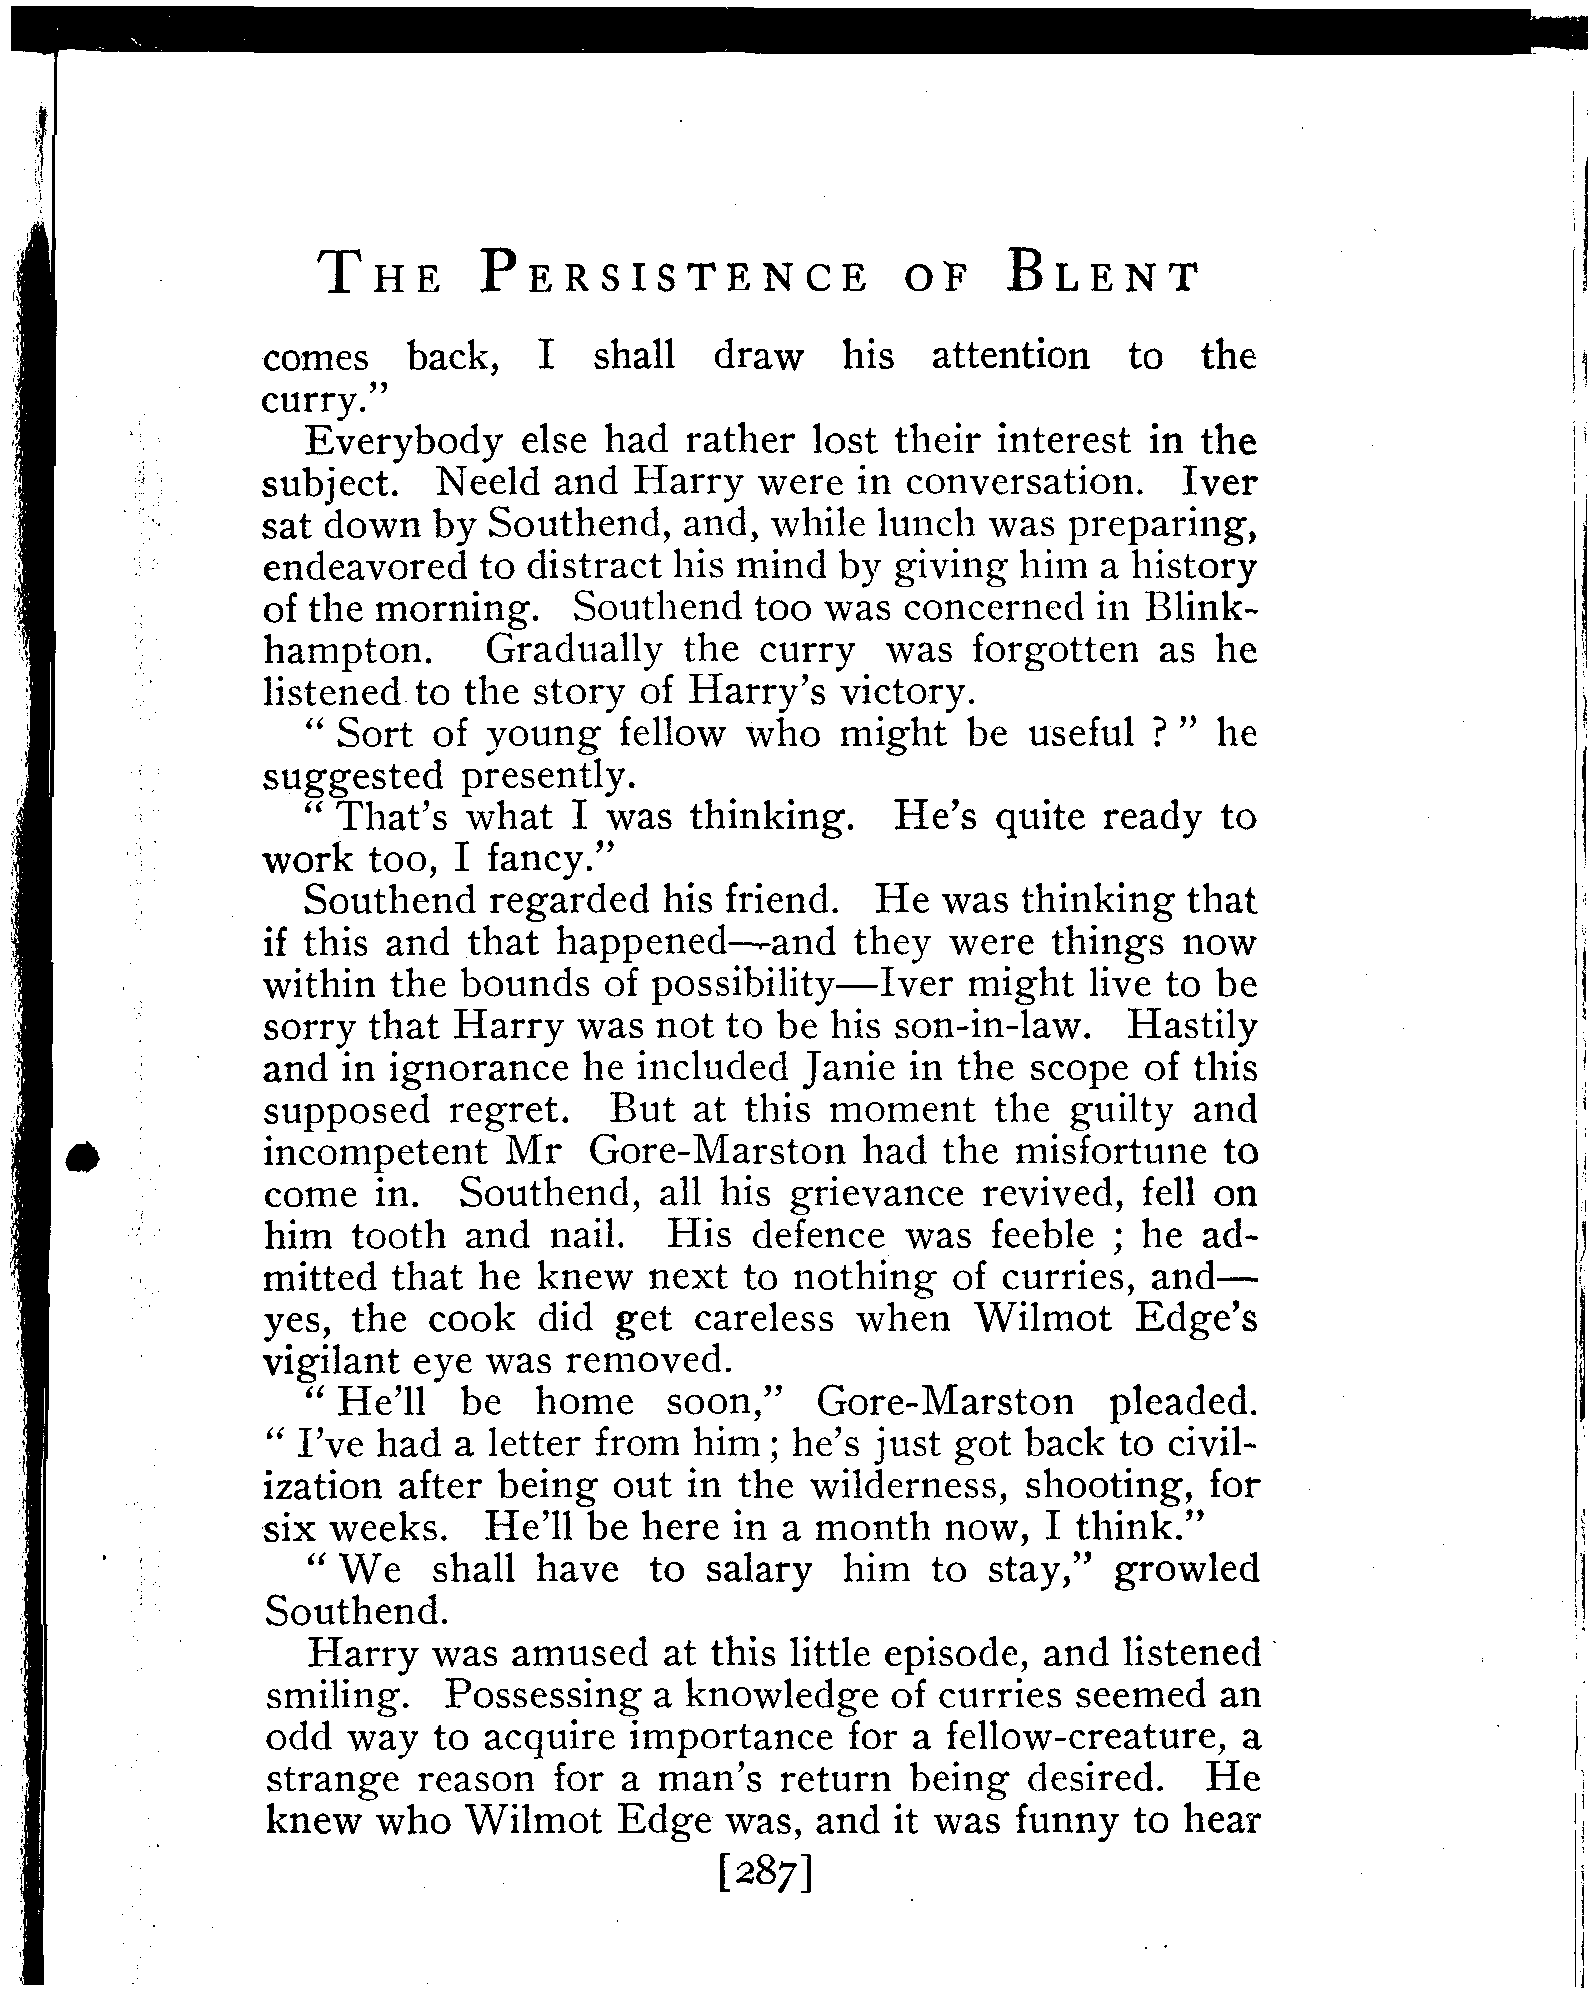 THE PERSISTENCE OF BLENT
comes back, I shall draw his attention to the
curry."
Everybody else had rather lost their interest in the
subject. Neeld and Harry were in conversation. Iver
sat down by Southend, and, while lunch was preparing,
endeavored to distract his mind by giving him a history
of the morning. Southend too was concerned in Blink-
hampton. Gradually the curry was forgotten as he
listened to the story of Harry's victory.
" Sort of young fellow who might be useful ? " he
suggested presently.
" That's what I was thinking. He's quite ready to
work too, I fancy."
Southend regarded his friend. He was thinking that
if this and that happened—and they were things now
within the bounds of possibility—Iver might live to be
sorry that Harry was not to be his son-in-law. Hastily
and in ignorance he included Janie in the scope of this
supposed regret. But at this moment the guilty and
incompetent Mr Gore-Marston had the misfortune to
come in. Southend, all his grievance revived, fell on
him tooth and nail. His defence was feeble ; he ad-
mitted that he knew next to nothing of curries, and—
yes, the cook did get careless when Wilmot Edge's
vigilant eye was removed.
" He'll be home soon," Gore-Marston pleaded.
" I've had a letter from him ; he's just got back to civil-
ization after being out in the wilderness, shooting, for
six weeks. He'll be here in a month now, I think."
" We shall have to salary him to stay," growled
Southend.
Harry was amused at this little episode, and listened
smiling. Possessing a knowledge of curries seemed an
odd way to acquire importance for a fellow-creature, a
strange reason for a man's return being desired. He
knew who Wilmot Edge was, and it was funny to hear
[287]